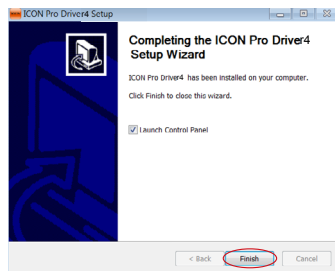 ICON Pro Driver4 Setup
Completing the ICON Pro Driver4
Setup Wizard
ICON Pro Driver4 has been installed on your computer.
Click Finish to close this wizard.
Launch Control Panel
< Back Finish Cancel